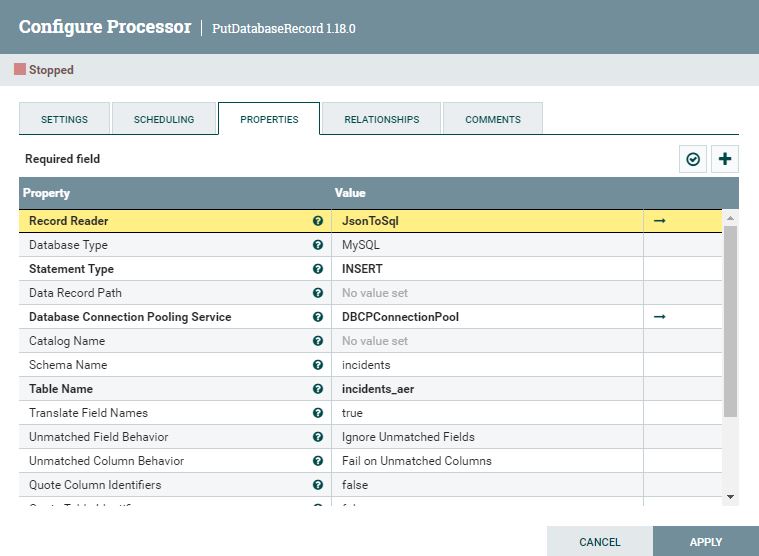 Configure Processor | PutDatabaseRecord 1.18.0
Stopped
SETTINGS SCHEDULING PROPERTIES RELATIONSHIPS COMMENTS
Required field
Property Value
Record Reader JsonToSql
Database Type MySQL
Statement Type INSERT
Data Record Path No value set
Database Connection Pooling Service DBCPConnectionPool
Catalog Name No value set
Schema Name incidents
Table Name incidents_aer
Translate Field Names true
Unmatched Field Behavior Ignore Unmatched Fields
Unmatched Column Behavior Fail on Unmatched Columns
Quote Column Identifiers false
CANCEL APPLY